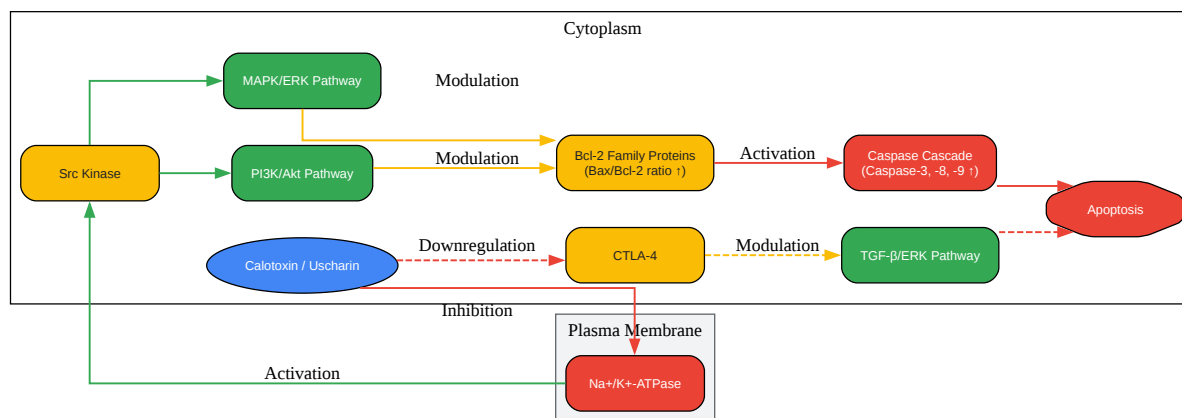 Cytoplasm
MAPK/ERK Pathway
Modulation
Src Kinase
PI3K/Akt Pathway
Modulation
Bcl-2 Family Proteins
(Bax/Bcl-2 ratio ↑)
Activation
Caspase Cascade
(Caspase-3, -8, -9 ↑)
Apoptosis
Calotoxin / Uscharin
Downregulation
CTLA-4
Modulation
TGF-β/ERK Pathway
Inhibition
Plasma Membrane
Activation
Na+/K+-ATPase